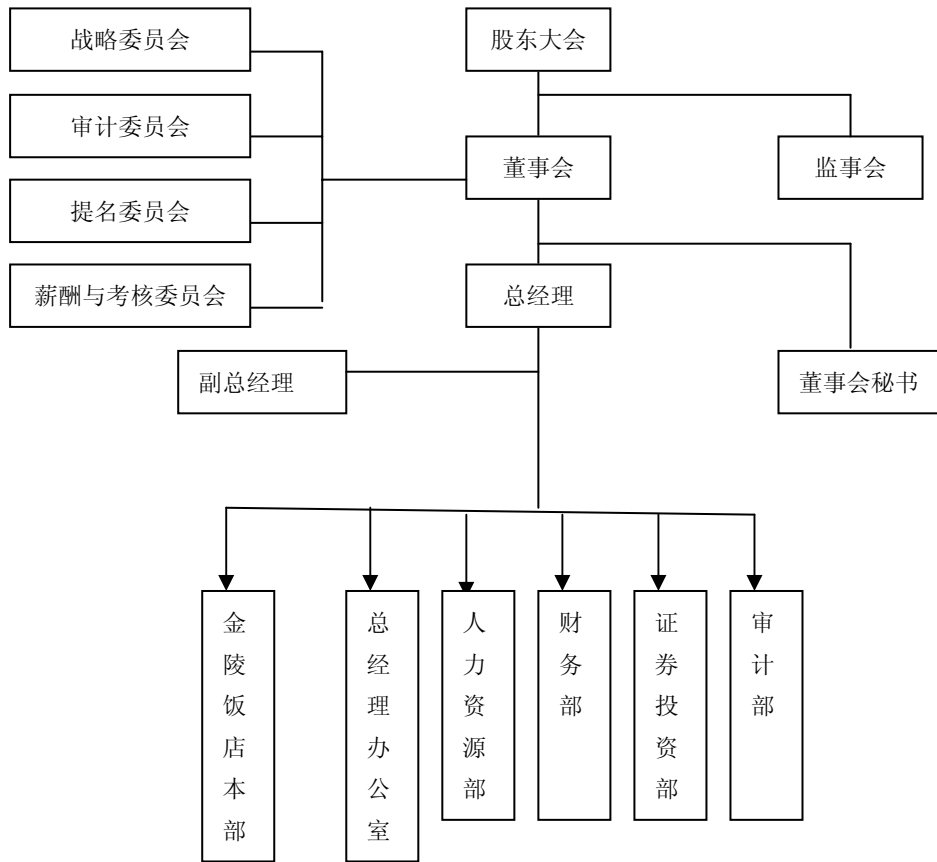 战略委员会
股东大会
审计委员会
董事会
监事会
提名委员会
薪酬与考核委员会
总经理
副总经理
董事会秘书
金陵饭店本部
总经理办公室
人力资源部
财务部
证券投资部
审计部